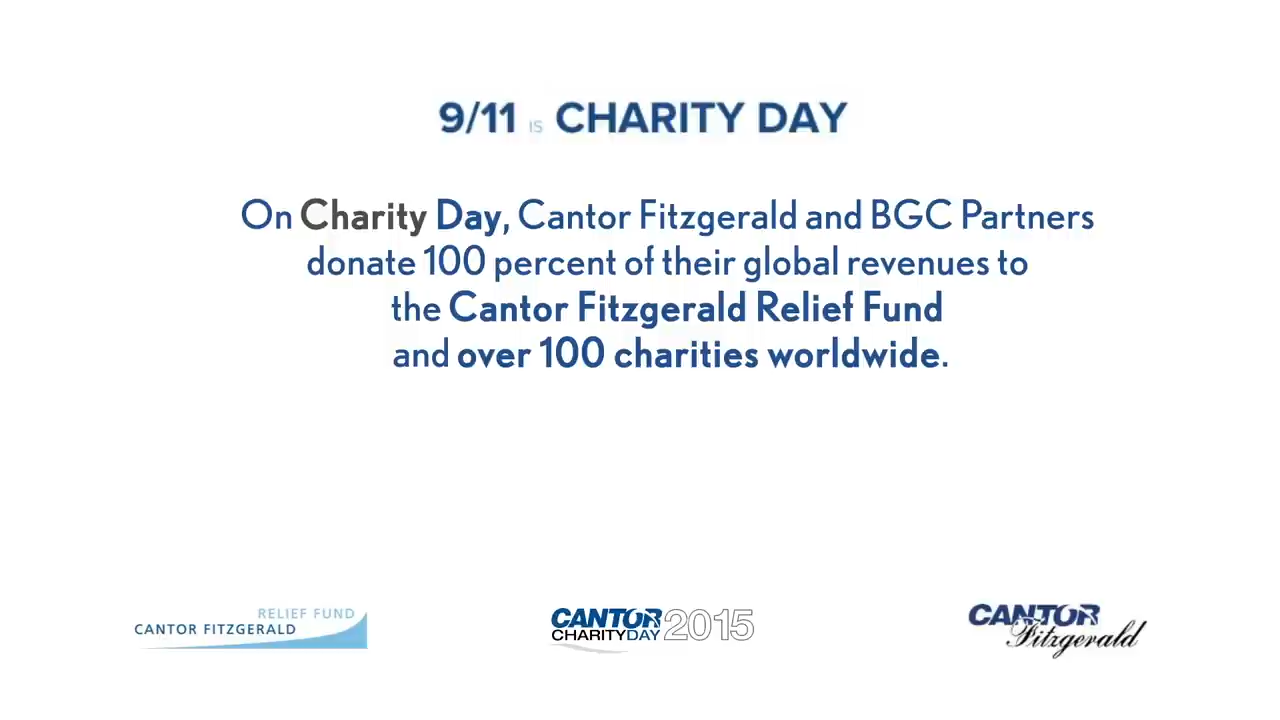 9/11 IS CHARITY DAY
On Charity Day, Cantor Fitzgerald and BGC Partners
donate 100 percent of their global revenues to
the Cantor Fitzgerald Relief Fund
and over 100 charities worldwide.
RELIEF FUND
CANTOR FITZGERALD
CANTOR
CHARITYDAY 2015
CANTOR
Fitzgerald